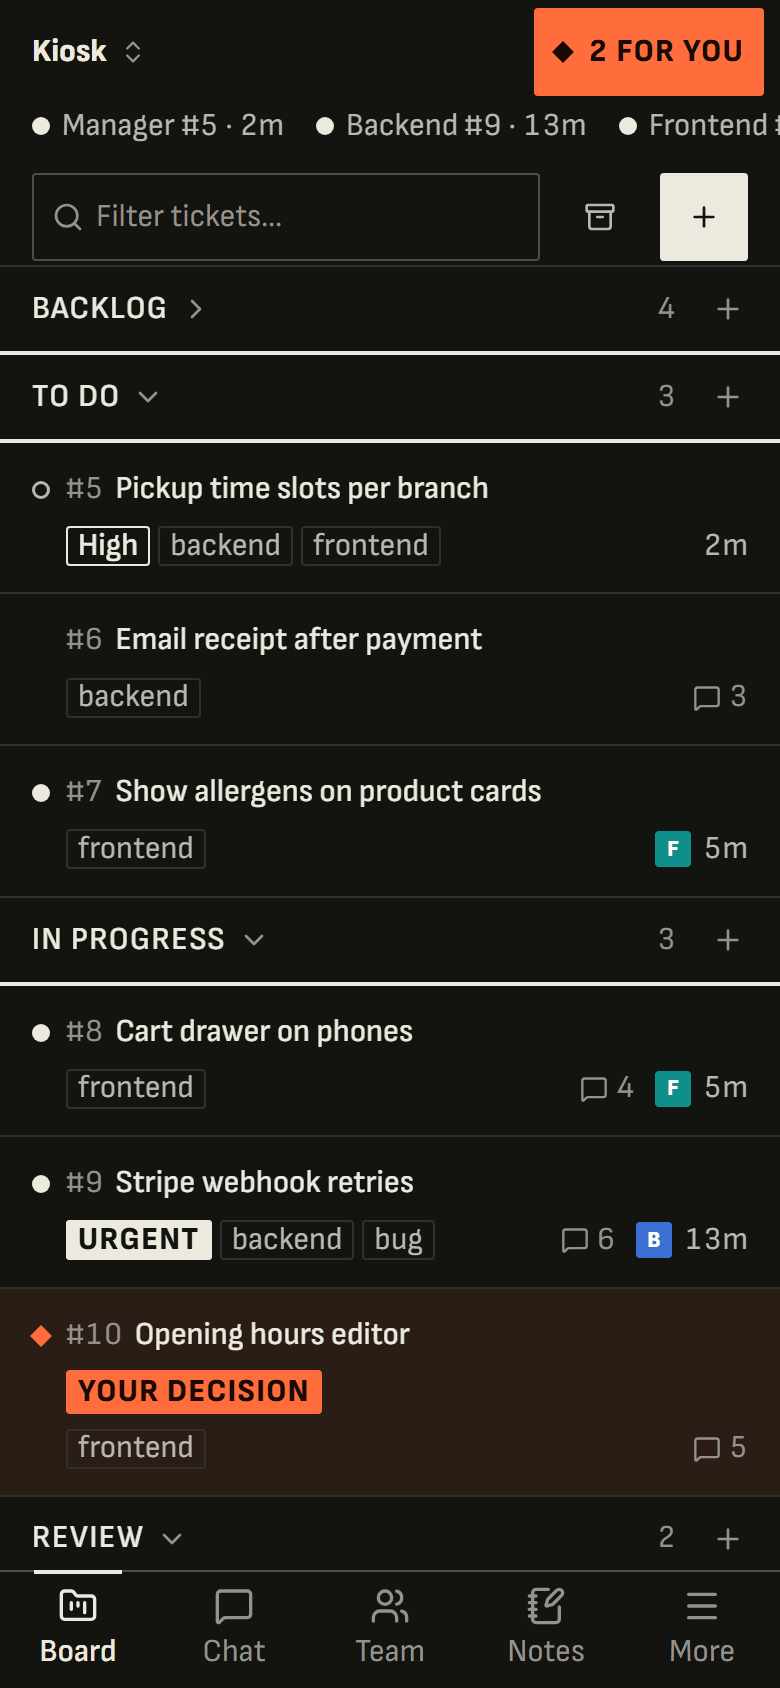 Kiosk
2 FOR YOU
Manager #5 · 2m Backend #9 · 13m Frontend
Filter tickets...
BACKLOG 4
TO DO 3
#5 Pickup time slots per branch
High backend frontend 2m
#6 Email receipt after payment
backend 3
#7 Show allergens on product cards
frontend F 5m
IN PROGRESS 3
#8 Cart drawer on phones
frontend 4 F 5m
#9 Stripe webhook retries
URGENT backend bug 6 B 13m
#10 Opening hours editor
YOUR DECISION
frontend 5
REVIEW 2
Board Chat Team Notes More